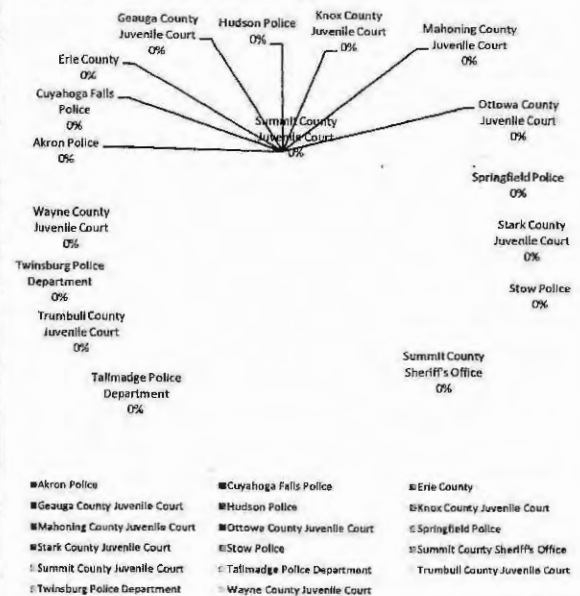 Geauga County
Juvenile Court
0%
Hudson Police
0%
Knox County
Juvenile Court
0%
Mahoning County
Juvenile Court
0%
Erie County
0%
Cuyahoga Falls
Police
0%
Akron Police
0%
Summit County
Juvenile Court
0%
Ottowa County
Juvenile Court
0%
Springfield Police
0%
Wayne County
Juvenile Court
0%
Stark County
Juvenile Court
0%
Twinsburg Police
Department
0%
Stow Police
0%
Trumbull County
Juvenile Court
0%
Summit County
Sheriff's Office
0%
Tallmadge Police
Department
0%
Akron Police
Cuyahoga Falls Police
Erie County
Geauga County Juvenile Court
Hudson Police
Knox County Juvenile Court
Mahoning County Juvenile Court
Ottowa County Juvenile Court
Springfield Police
Stark County Juvenile Court
Stow Police
Summit County Sheriff's Office
Summit County Juvenile Court
Tallmadge Police Department
Trumbull County Juvenile Court
Twinsburg Police Department
Wayne County Juvenile Court